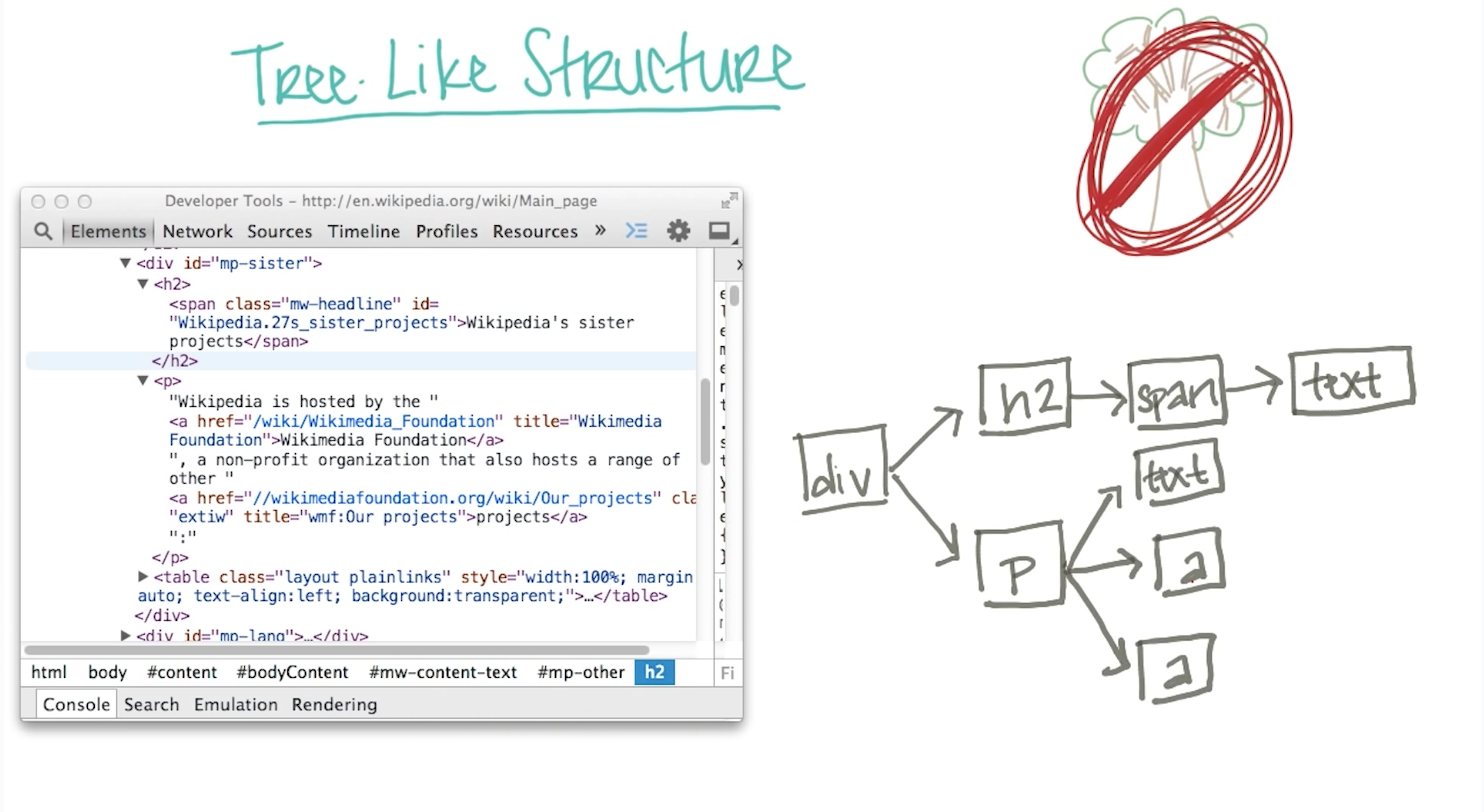 Tree-Like Structure
Developer Tools – http://en.wikipedia.org/wiki/Main_page
Elements Network Sources Timeline Profiles Resources »
<div id="mp-sister">
<h2>
<span class="mw-headline" id=
"Wikipedia.27s_sister_projects">Wikipedia's sister
projects</span>
</h2>
<p>
"Wikipedia is hosted by the "
<a href="/wiki/Wikimedia_Foundation" title="Wikimedia
Foundation">Wikimedia Foundation</a>
", a non-profit organization that also hosts a range of
other "
<a href="//wikimediafoundation.org/wiki/Our_projects" cla
"extiw" title="wmf:Our projects">projects</a>
":"
</p>
<table class="layout plainlinks" style="width:100%; margin
auto; text-align:left; background:transparent;">…</table>
</div>
<div id="mp-lang">…</div>
html body #content #bodyContent #mw-content-text #mp-other h2 Fi
Console Search Emulation Rendering
h2 span text
div text
p a
a